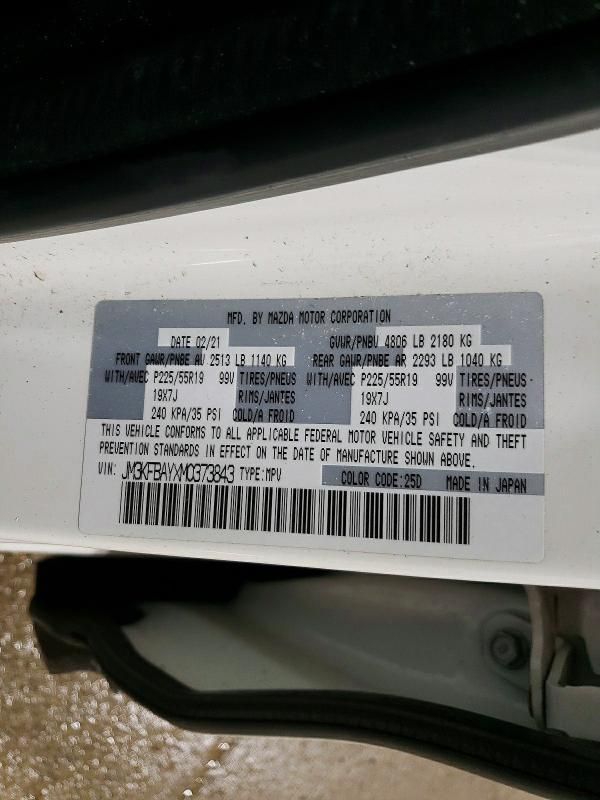 MFD. BY MAZDA MOTOR CORPORATION
DATE 02/21 GVWR/PNBV 4806 LB 2180 KG
FRONT GAWR/PNBE AV 2513 LB 1140 KG REAR GAWR/PNBE AR 2293 LB 1040 KG
WITH/AVEC P225/55R19 99V TIRES/PNEUS WITH/AVEC P225/55R19 99V TIRES/PNEUS
19X7J RIMS/JANTES 19X7J RIMS/JANTES
240 KPA/35 PSI COLD/A FROID 240 KPA/35 PSI COLD/A FROID
THIS VEHICLE CONFORMS TO ALL APPLICABLE FEDERAL MOTOR VEHICLE SAFETY AND THEFT
PREVENTION STANDARDS IN EFFECT ON THE DATE OF MANUFACTURE SHOWN ABOVE.
VIN: JM3KFBAYXM0373843 TYPE:MPV COLOR CODE:25D MADE IN JAPAN